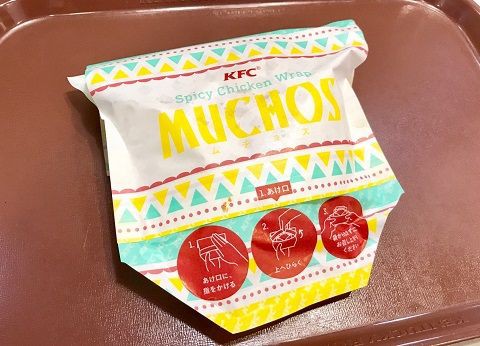 KFC®
Spicy Chicken Wrap
MUCHOS
ムチョス
1.あけ口
1.
あけ口に、
指をかける
2.
上へひらく
3.